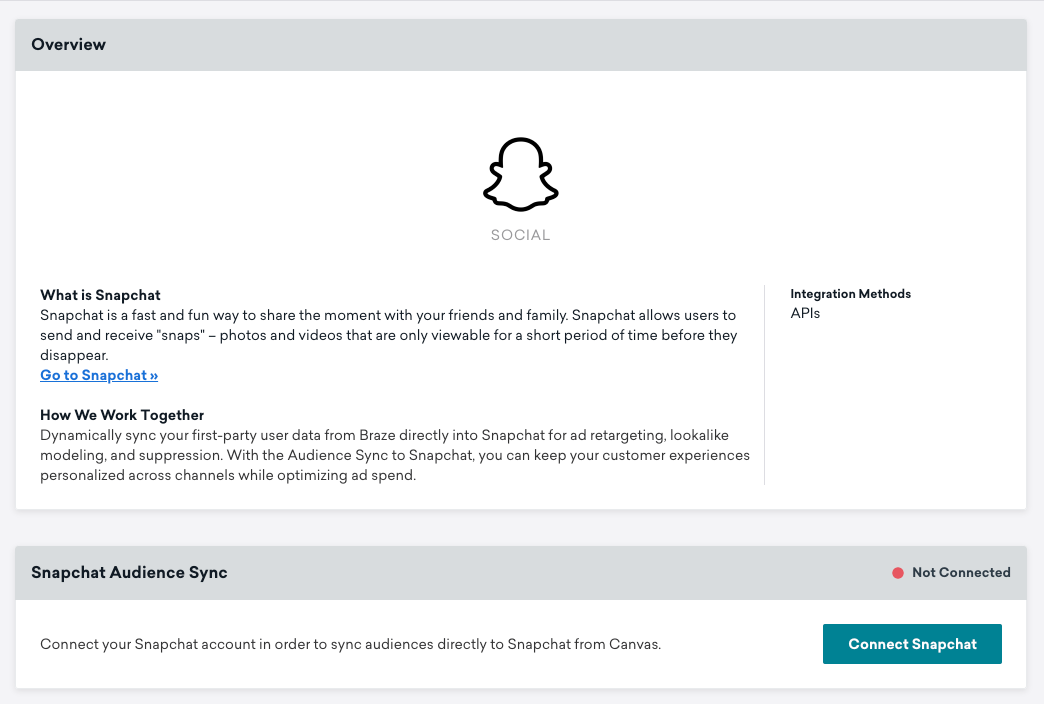 Overview
SOCIAL
What is Snapchat
Snapchat is a fast and fun way to share the moment with your friends and family. Snapchat allows users to
send and receive "snaps" – photos and videos that are only viewable for a short period of time before they
disappear.
Go to Snapchat »
How We Work Together
Dynamically sync your first-party user data from Braze directly into Snapchat for ad retargeting, lookalike
modeling, and suppression. With the Audience Sync to Snapchat, you can keep your customer experiences
personalized across channels while optimizing ad spend.
Integration Methods
APIs
Snapchat Audience Sync
Not Connected
Connect your Snapchat account in order to sync audiences directly to Snapchat from Canvas.
Connect Snapchat